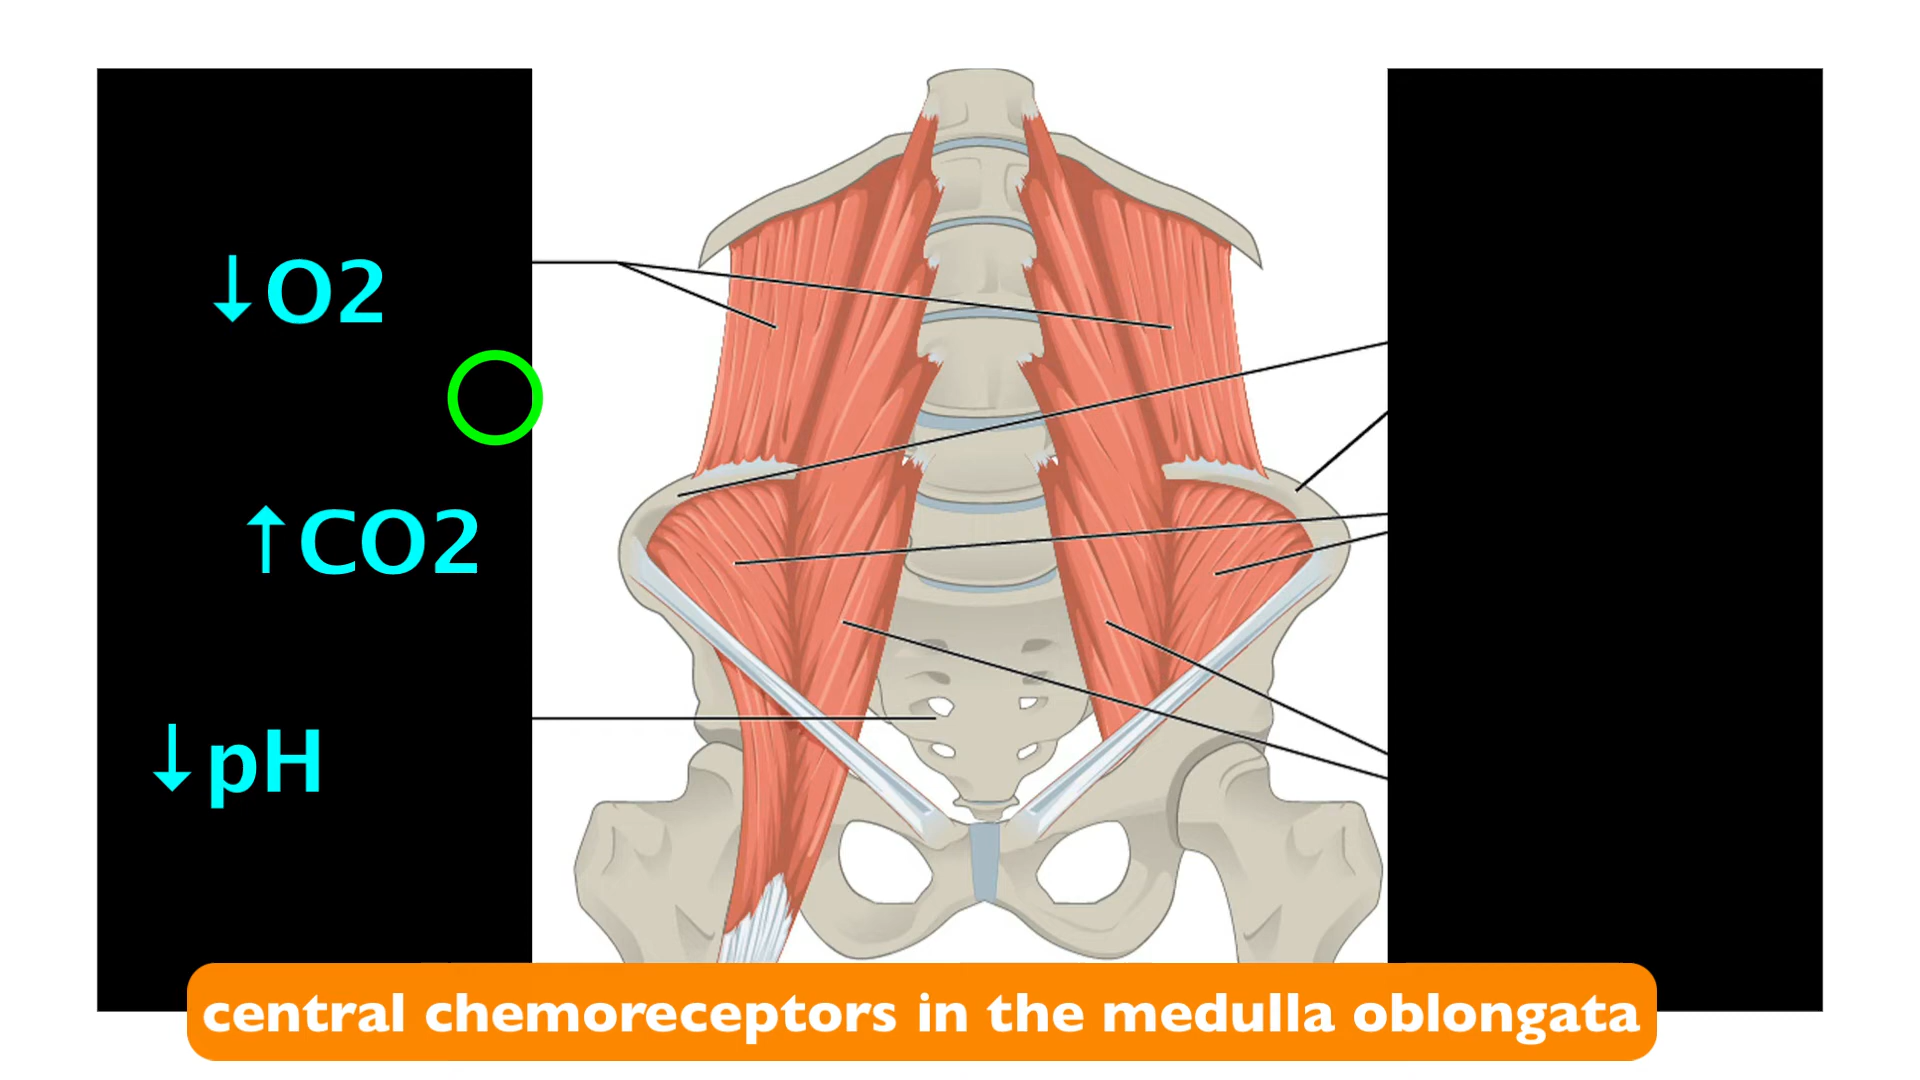 ↓O2
↑CO2
↓pH
central chemoreceptors in the medulla oblongata